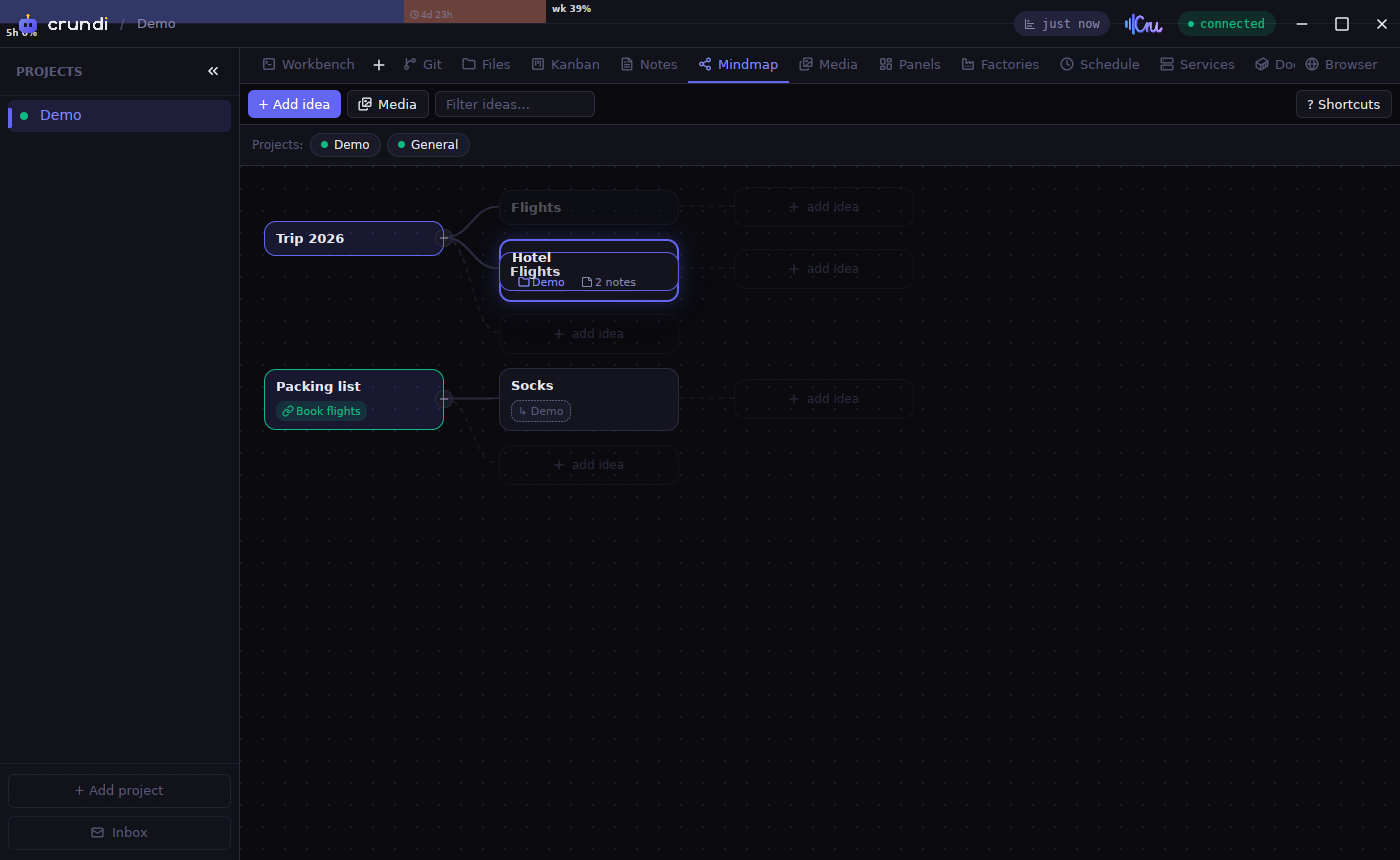 4d 23h
wk 39%
crundi / Demo
just now
Cru
connected
PROJECTS
Workbench
Git
Files
Kanban
Notes
Mindmap
Media
Panels
Factories
Schedule
Services
Browser
Demo
+ Add idea
Media
Filter ideas...
? Shortcuts
Projects:
Demo
General
Flights
+ add idea
Trip 2026
Hotel
Flights
Demo
2 notes
+ add idea
+ add idea
Packing list
Book flights
Socks
↳ Demo
+ add idea
+ add idea
+ Add project
Inbox